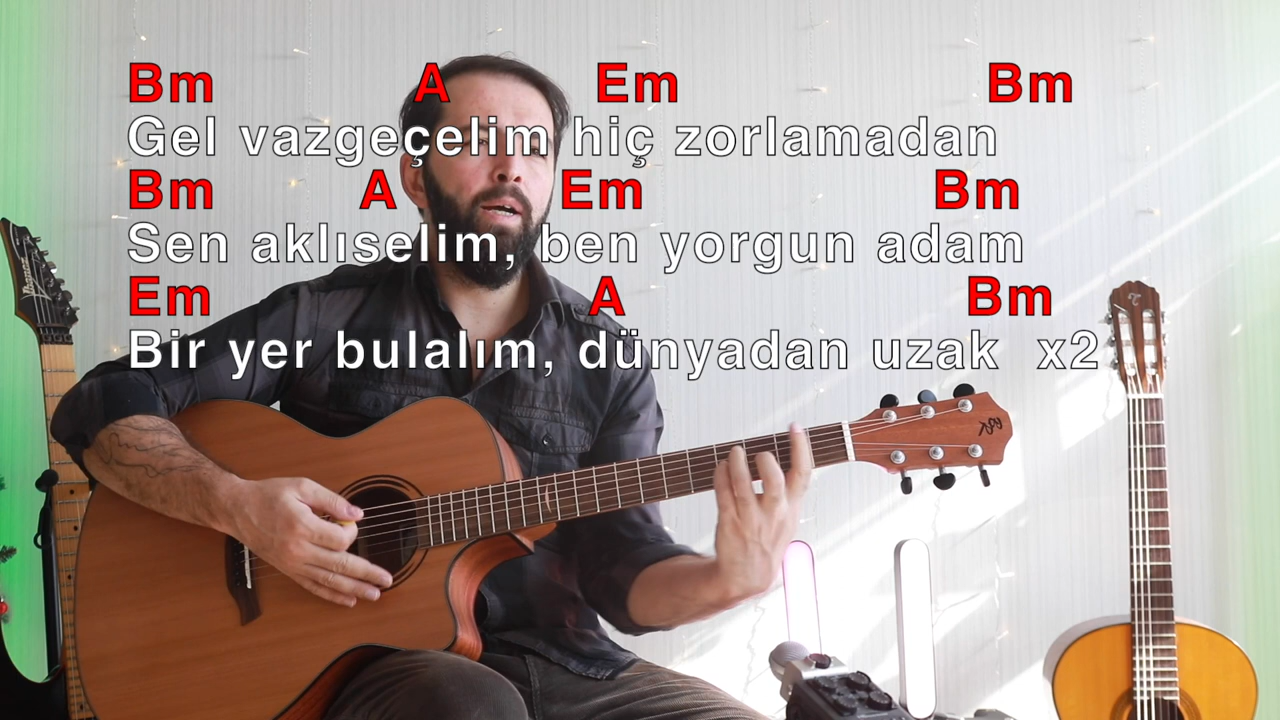 Bm A Em Bm
Gel vazgeçelim hiç zorlamadan
Bm A Em Bm
Sen aklıselim, ben yorgun adam
Em A Bm
Bir yer bulalım, dünyadan uzak x2
Ibanez